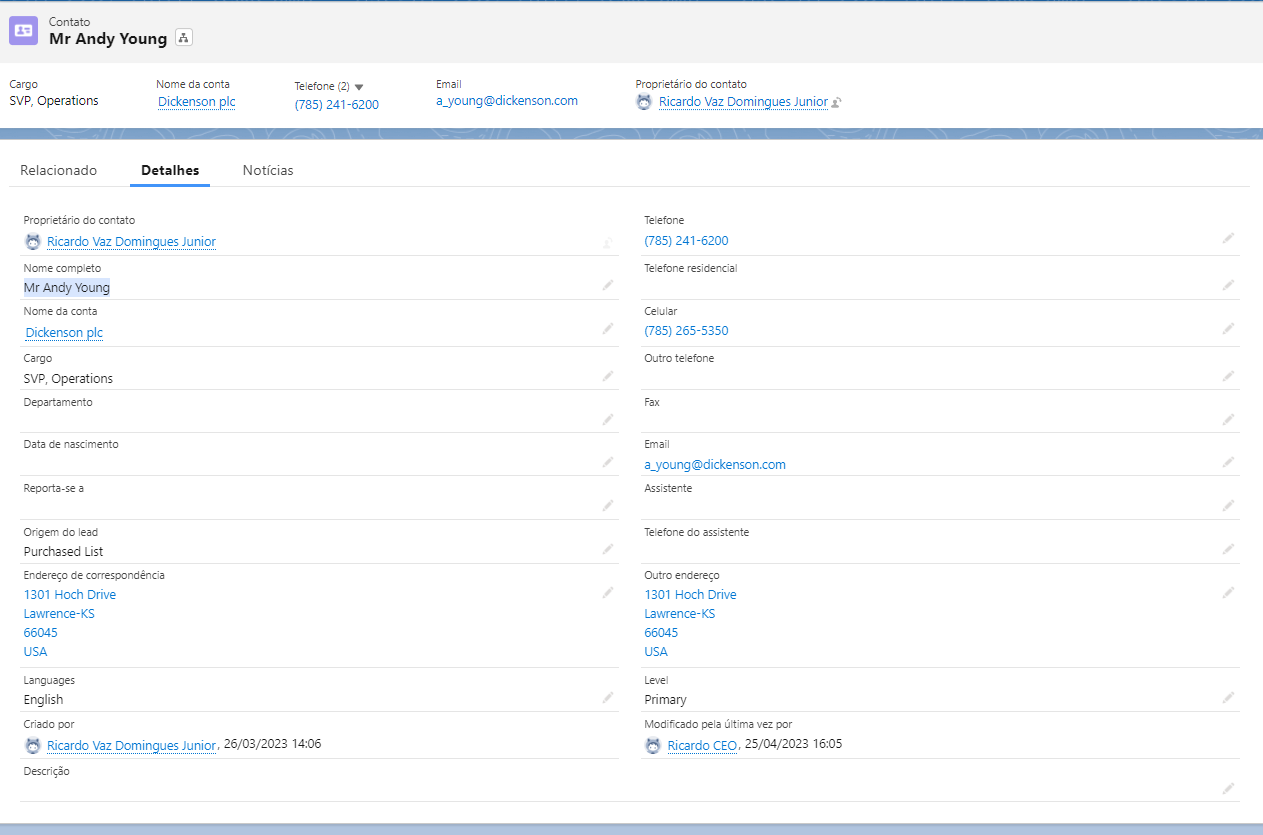 Contato
Mr Andy Young
Cargo
SVP, Operations
Nome da conta
Dickenson plc
Telefone (2)
(785) 241-6200
Email
a_young@dickenson.com
Proprietário do contato
Ricardo Vaz Domingues Junior
Relacionado
Detalhes
Notícias
Proprietário do contato
Ricardo Vaz Domingues Junior
Telefone
(785) 241-6200
Nome completo
Mr Andy Young
Telefone residencial
Nome da conta
Dickenson plc
Celular
(785) 265-5350
Cargo
SVP, Operations
Outro telefone
Departamento
Fax
Data de nascimento
Email
a_young@dickenson.com
Reporta-se a
Assistente
Origem do lead
Purchased List
Telefone do assistente
Endereço de correspondência
1301 Hoch Drive
Lawrence-KS
66045
USA
Outro endereço
1301 Hoch Drive
Lawrence-KS
66045
USA
Languages
English
Level
Primary
Criado por
Ricardo Vaz Domingues Junior, 26/03/2023 14:06
Modificado pela última vez por
Ricardo CEO, 25/04/2023 16:05
Descrição